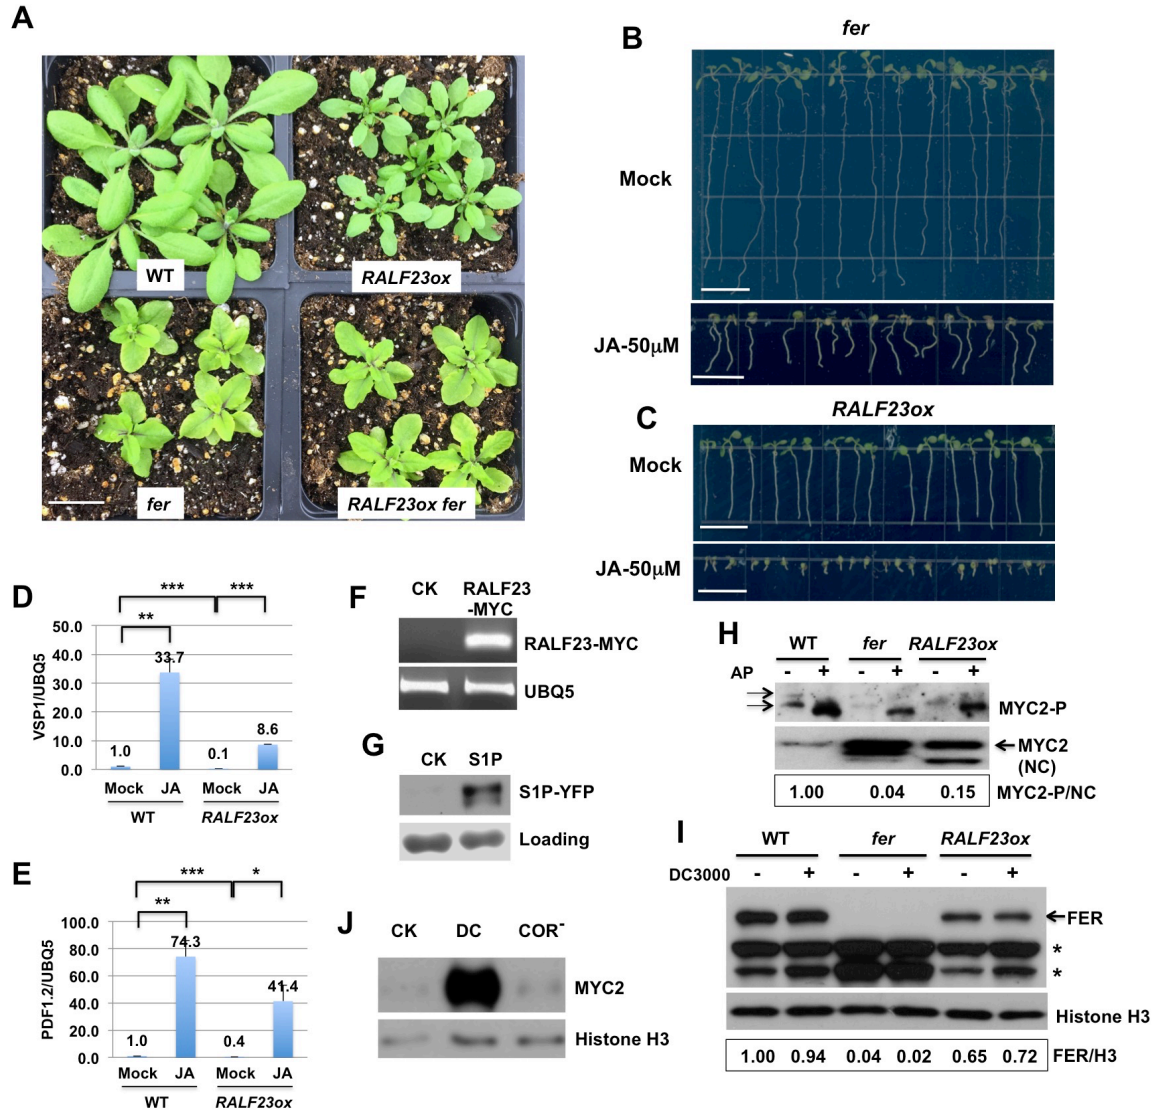 A
WT
RALF23ox
fer
RALF23ox fer
B
fer
Mock
JA-50µM
C
RALF23ox
Mock
JA-50µM
D
***
***
**
VSP1/UBQ5
50.0
40.0
30.0
20.0
10.0
0.0
1.0
33.7
0.1
8.6
Mock JA Mock JA
WT RALF23ox
E
***
*
**
PDF1.2/UBQ5
100.0
80.0
60.0
40.0
20.0
0.0
1.0
74.3
0.4
41.4
Mock JA Mock JA
WT RALF23ox
F
CK RALF23
-MYC
RALF23-MYC
UBQ5
G
CK S1P
S1P-YFP
Loading
H
WT fer RALF23ox
AP - + - + - +
MYC2-P
MYC2
(NC)
1.00 0.04 0.15 MYC2-P/NC
I
WT fer RALF23ox
DC3000 - + - + - +
FER
*
*
Histone H3
1.00 0.94 0.04 0.02 0.65 0.72 FER/H3
J
CK DC COR-
MYC2
Histone H3